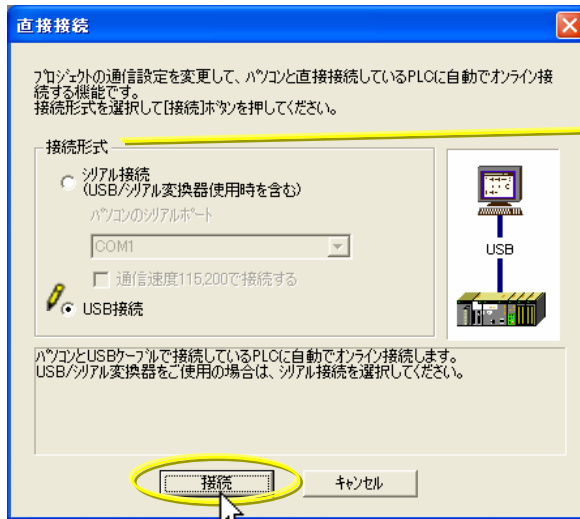 直接接続
プロジェクトの通信設定を変更して、パソコンと直接接続しているPLCに自動でオンライン接
続する機能です。
接続形式を選択して[接続]ボタンを押してください。
接続形式
シリアル接続
(USB/シリアル変換器使用時を含む)
パソコンのシリアルポート
COM1
通信速度115,200で接続する
USB接続
USB
パソコンとUSBケーブルで接続しているPLCに自動でオンライン接続します。
USB/シリアル変換器をご使用の場合は、シリアル接続を選択してください。
接続
キャンセル